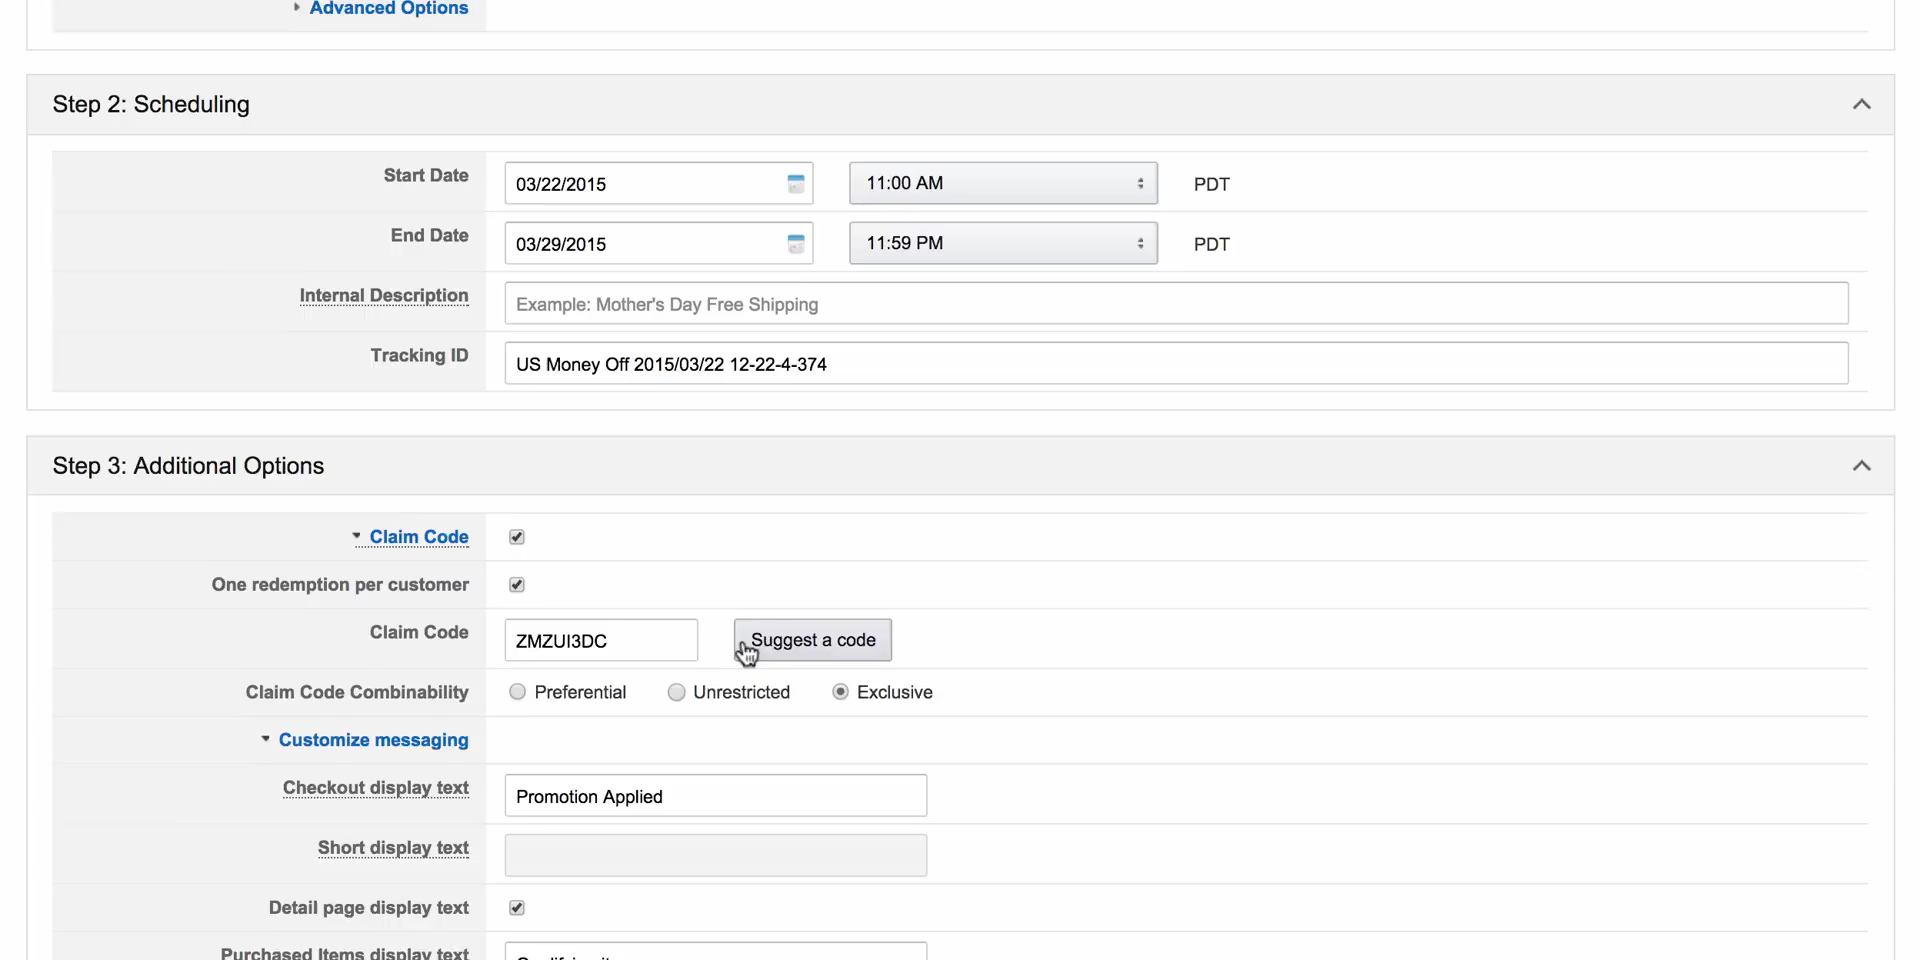 Advanced Options
Step 2: Scheduling
Start Date 03/22/2015 11:00 AM PDT
End Date 03/29/2015 11:59 PM PDT
Internal Description Example: Mother's Day Free Shipping
Tracking ID US Money Off 2015/03/22 12-22-4-374
Step 3: Additional Options
Claim Code
One redemption per customer
Claim Code ZMZUI3DC Suggest a code
Claim Code Combinability Preferential Unrestricted Exclusive
Customize messaging
Checkout display text Promotion Applied
Short display text
Detail page display text
Purchased Items display text